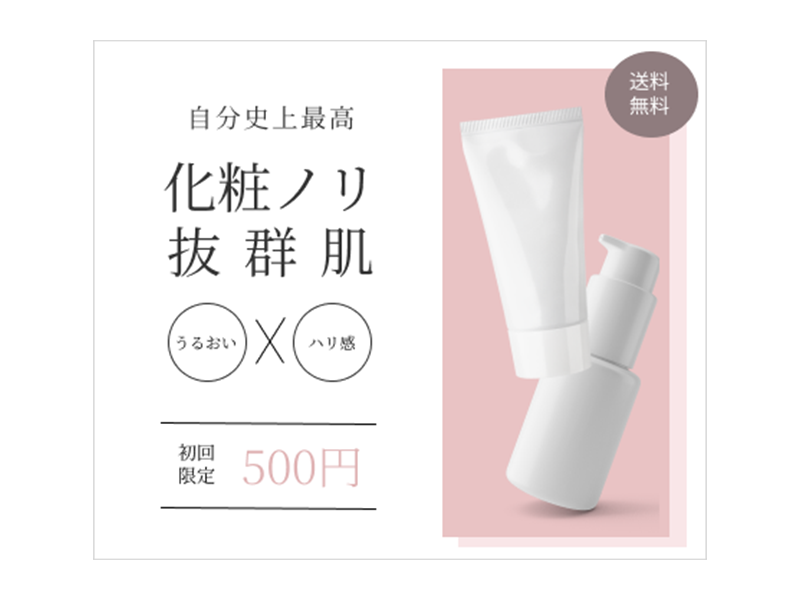 自分史上最高
化粧ノリ
抜群肌
うるおい
ハリ感
初回
限定
500円
送料
無料